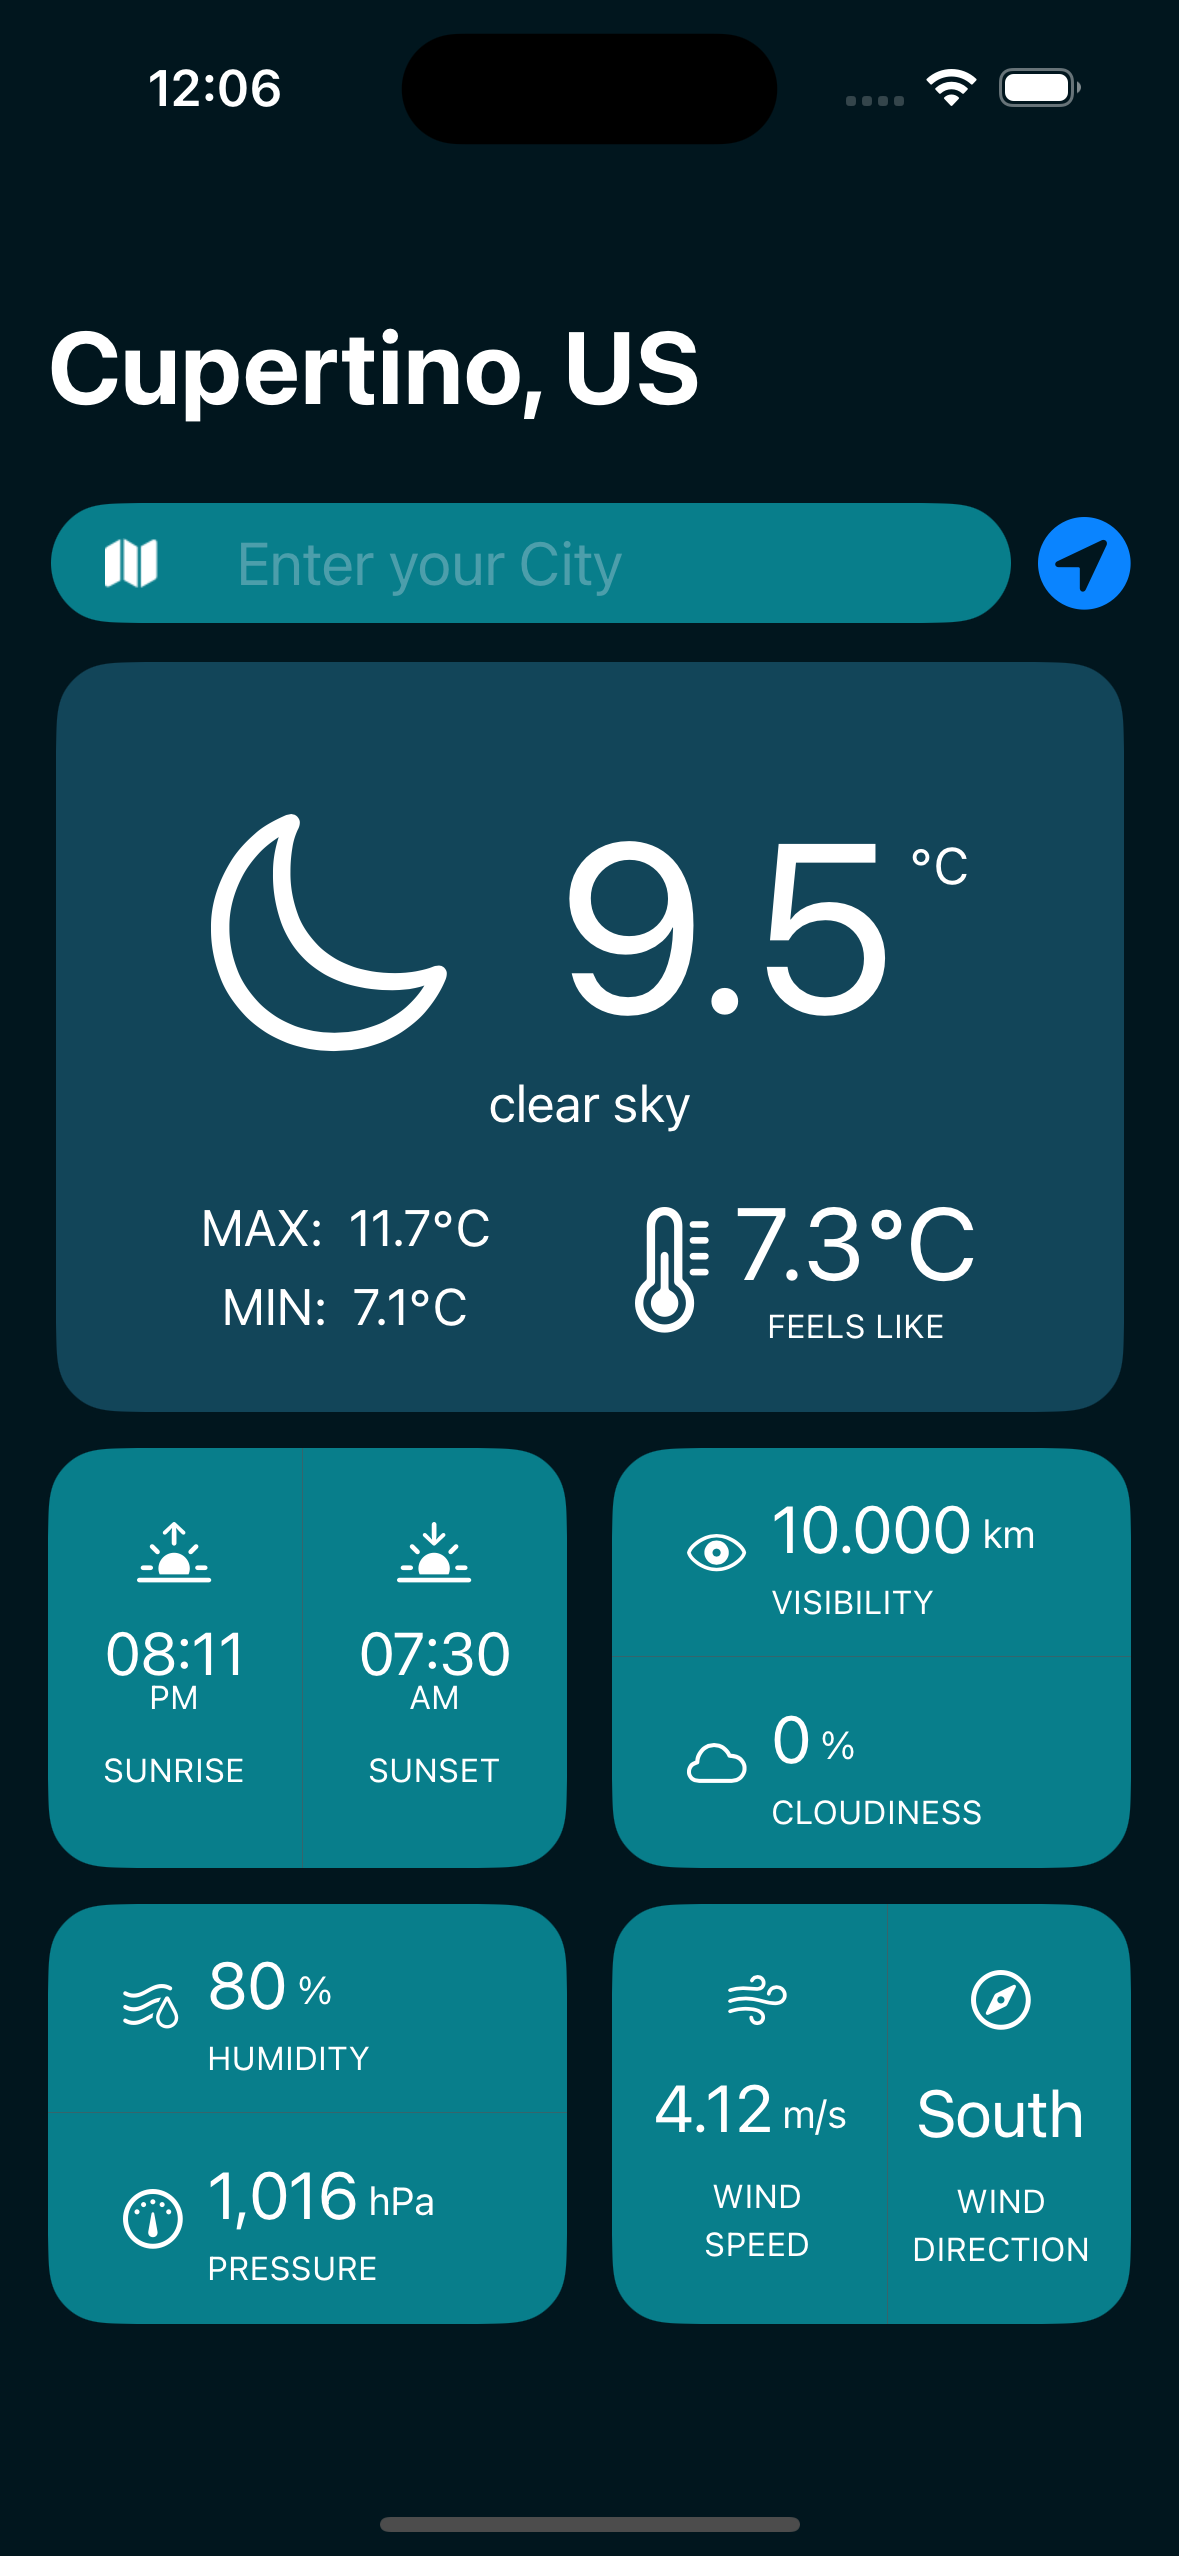 12:06
Cupertino, US
Enter your City
9.5 °C
clear sky
MAX: 11.7°C
MIN: 7.1°C
7.3°C
FEELS LIKE
08:11
PM
SUNRISE
07:30
AM
SUNSET
10.000 km
VISIBILITY
0 %
CLOUDINESS
80 %
HUMIDITY
1,016 hPa
PRESSURE
4.12 m/s
WIND
SPEED
South
WIND
DIRECTION